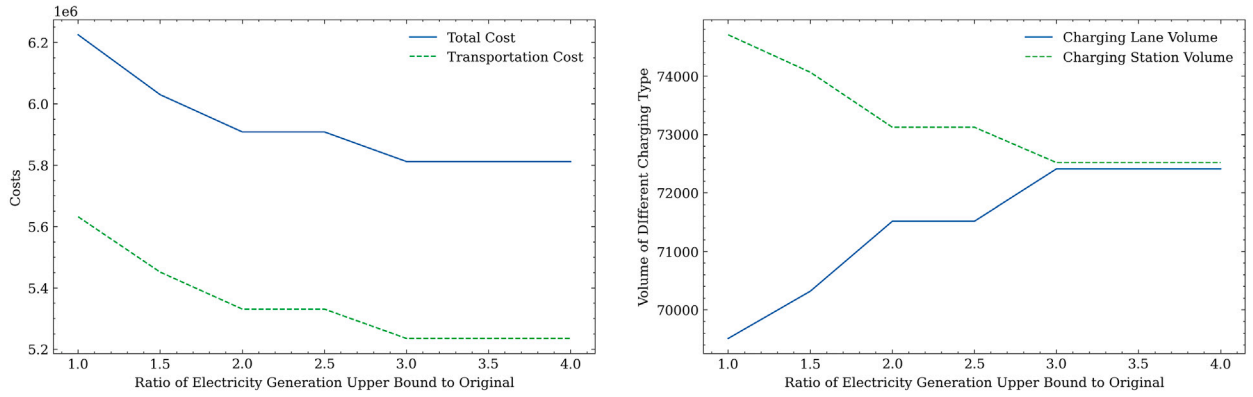 1e6
Total Cost
Transportation Cost
6.2
6.0
5.8
5.6
5.4
5.2
Costs
1.0 1.5 2.0 2.5 3.0 3.5 4.0
Ratio of Electricity Generation Upper Bound to Original
Charging Lane Volume
Charging Station Volume
74000
73000
72000
71000
70000
Volume of DIfferent Charging Type
1.0 1.5 2.0 2.5 3.0 3.5 4.0
Ratio of Electricity Generation Upper Bound to Original